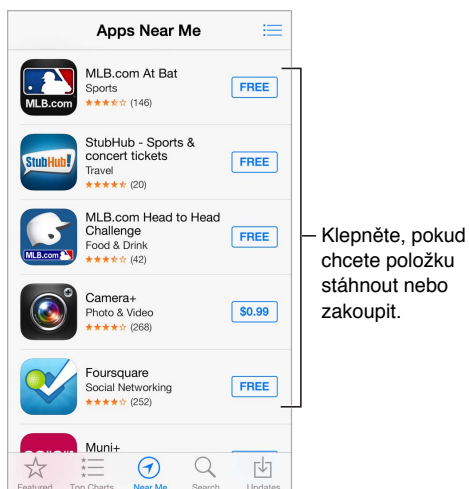 Apps Near Me
MLB.com
MLB.com At Bat
Sports
(146)
FREE
StubHub!
StubHub - Sports &
concert tickets
Travel
(20)
FREE
MLB.com
MLB.com Head to Head
Challenge
Food & Drink
(42)
FREE
Camera+
Photo & Video
(268)
$0.99
Foursquare
Social Networking
(252)
FREE
Muni+
Featured
Top Charts
Near Me
Search
Updates
Klepněte, pokud
chcete položku
stáhnout nebo
zakoupit.